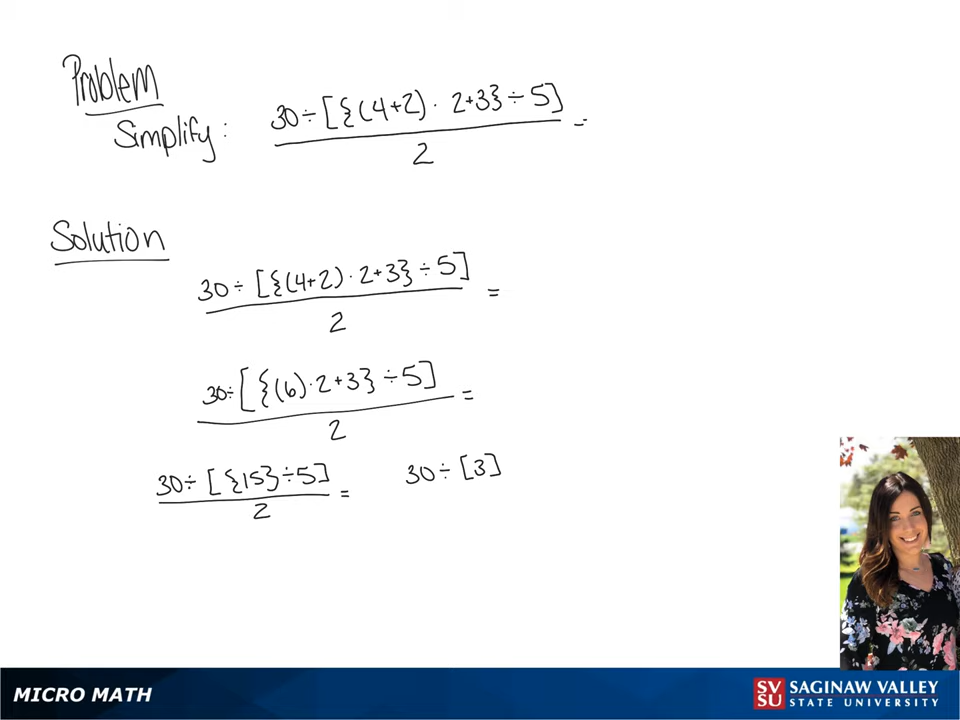 Problem
Simplify: 30÷[{(4+2)·2+3}÷5] =
2
Solution
30÷[{(4+2)·2+3}÷5] =
2
30÷[{(6)·2+3}÷5] =
2
30÷[{15}÷5] = 30÷[3]
2
MICRO MATH
SVSU SAGINAW VALLEY
STATE UNIVERSITY